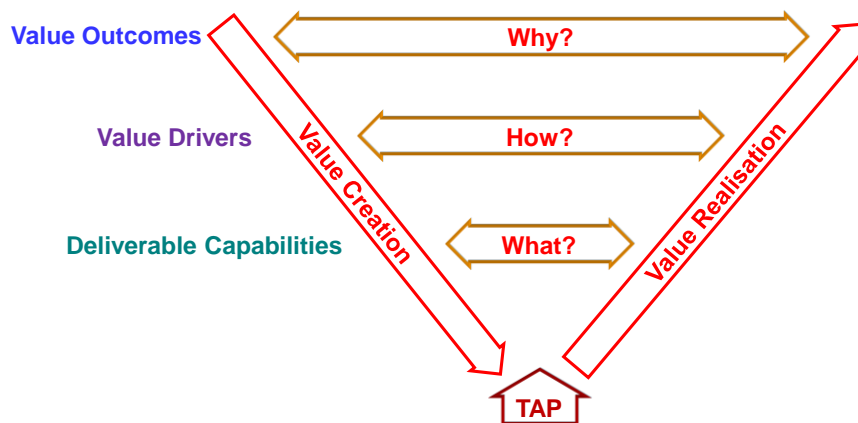 Value Outcomes
Why?
Value Drivers
How?
Value Creation
Value Realisation
Deliverable Capabilities
What?
TAP